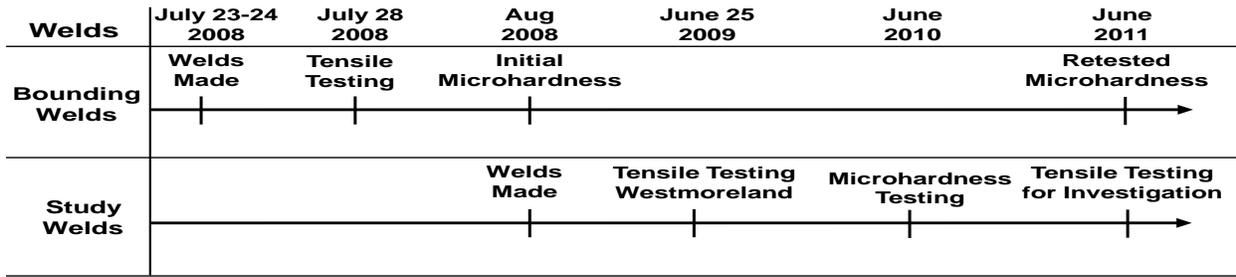 Welds
July 23-24
2008
July 28
2008
Aug
2008
June 25
2009
June
2010
June
2011
Bounding
Welds
Welds
Made
Tensile
Testing
Initial
Microhardness
Retested
Microhardness
Study
Welds
Welds
Made
Tensile Testing
Westmoreland
Microhardness
Testing
Tensile Testing
for Investigation